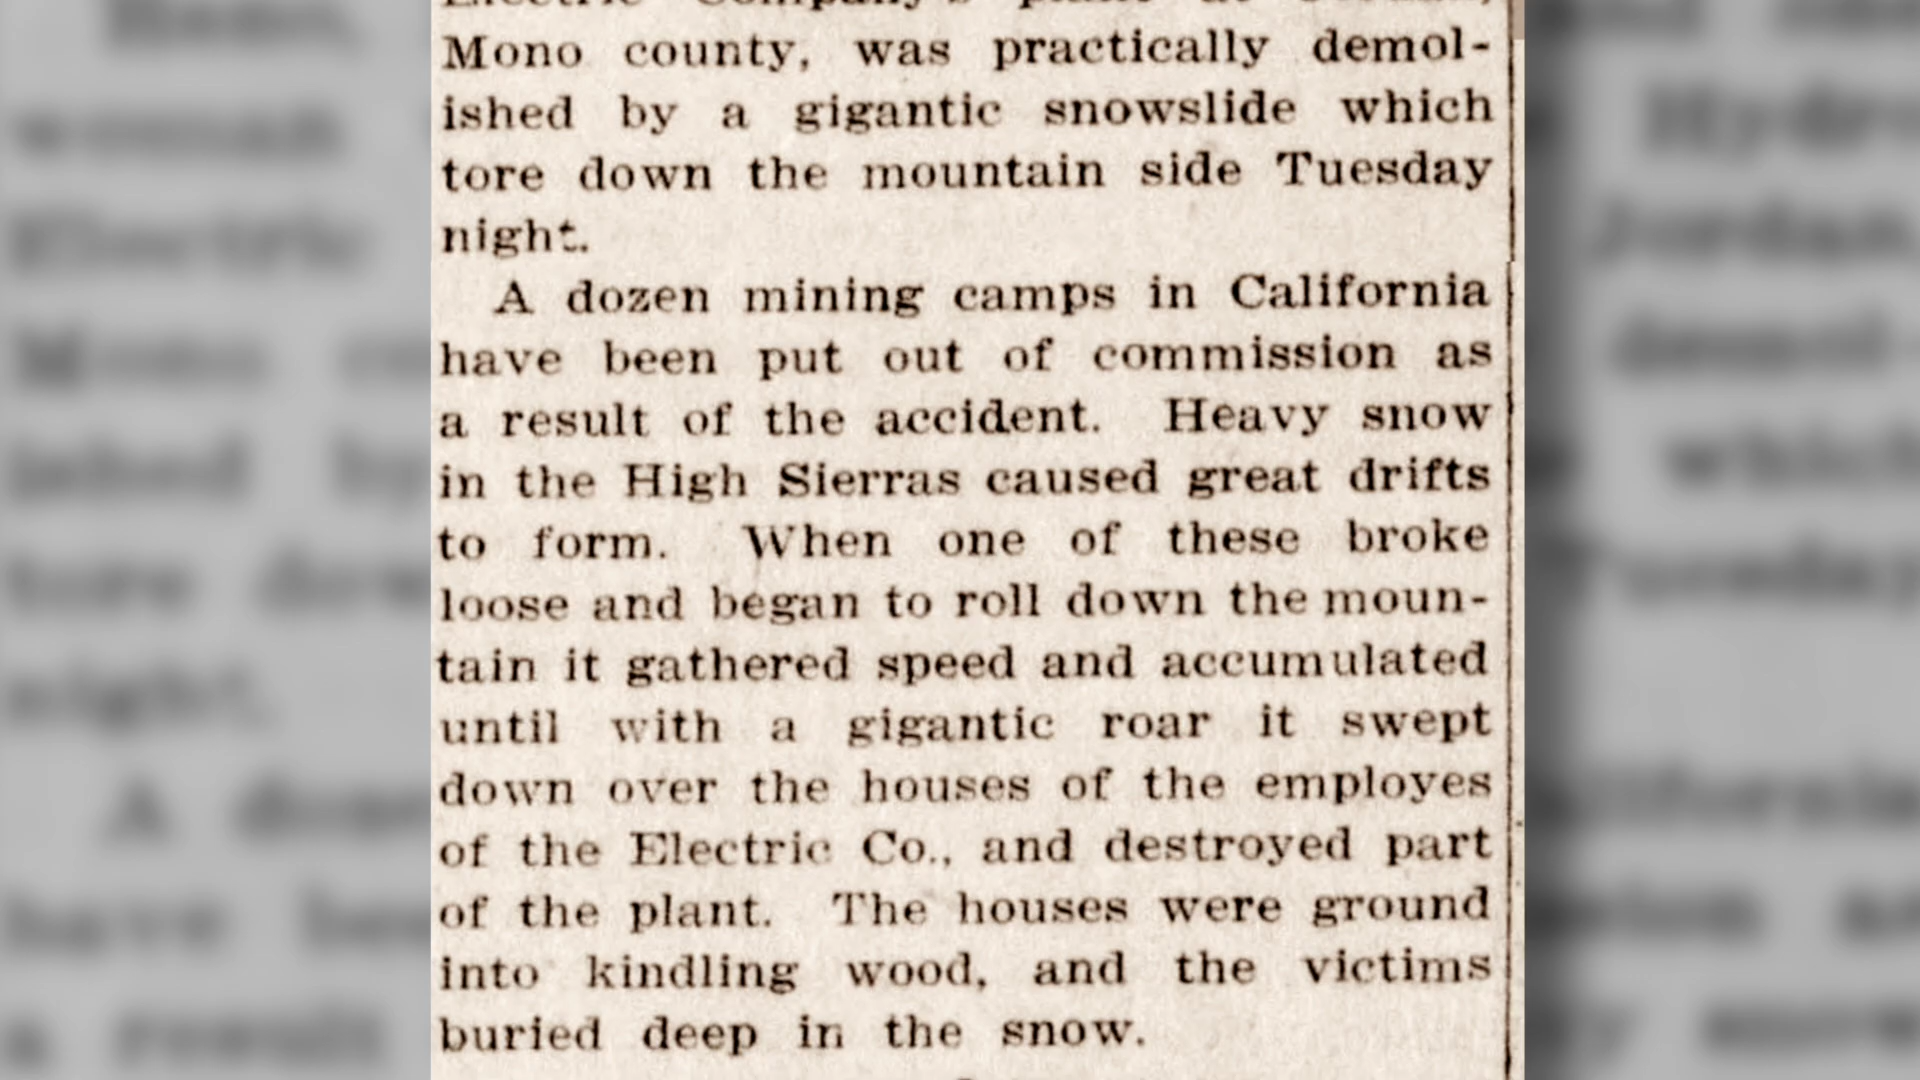 Electric Company's plant at Jordan,
Mono county, was practically demol-
ished by a gigantic snowslide which
tore down the mountain side Tuesday
night.
A dozen mining camps in California
have been put out of commission as
a result of the accident. Heavy snow
in the High Sierras caused great drifts
to form. When one of these broke
loose and began to roll down the moun-
tain it gathered speed and accumulated
until with a gigantic roar it swept
down over the houses of the employes
of the Electric Co., and destroyed part
of the plant. The houses were ground
into kindling wood, and the victims
buried deep in the snow.